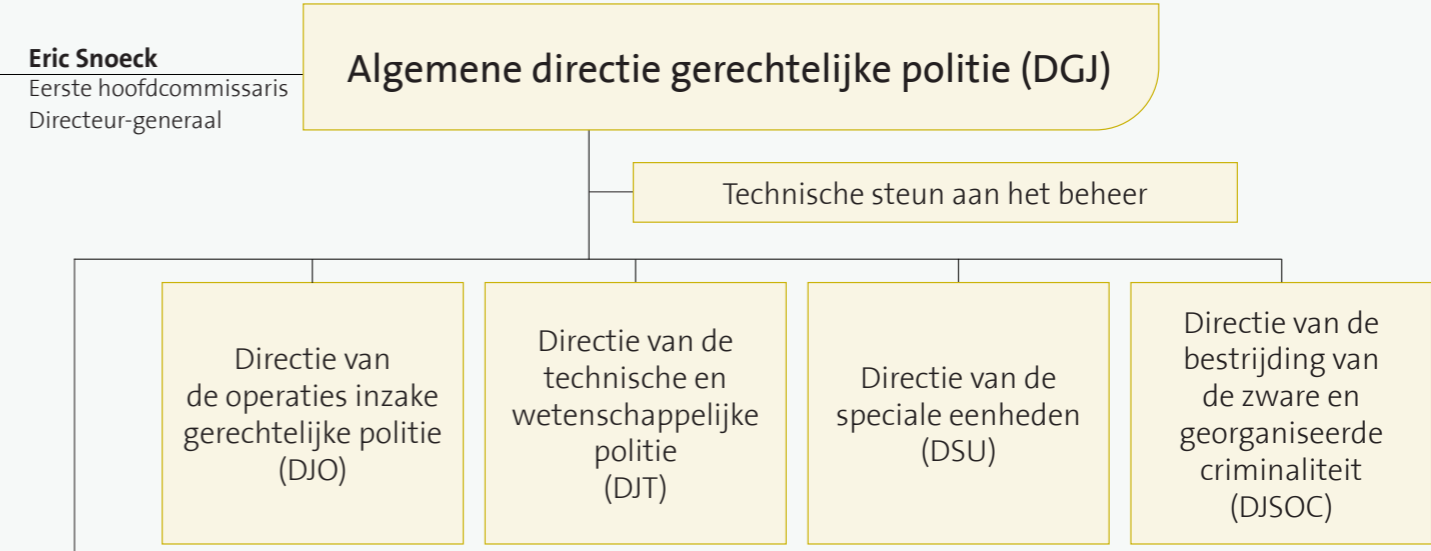 Eric Snoeck
Eerste hoofdcommissaris
Directeur-generaal
Algemene directie gerechtelijke politie (DGJ)
Technische steun aan het beheer
Directie van
de operaties inzake
gerechtelijke politie
(DJO)
Directie van de
technische en
wetenschappelijke
politie
(DJT)
Directie van de
speciale eenheden
(DSU)
Directie van de
bestrijding van
de zware en
georganiseerde
criminaliteit
(DJSOC)